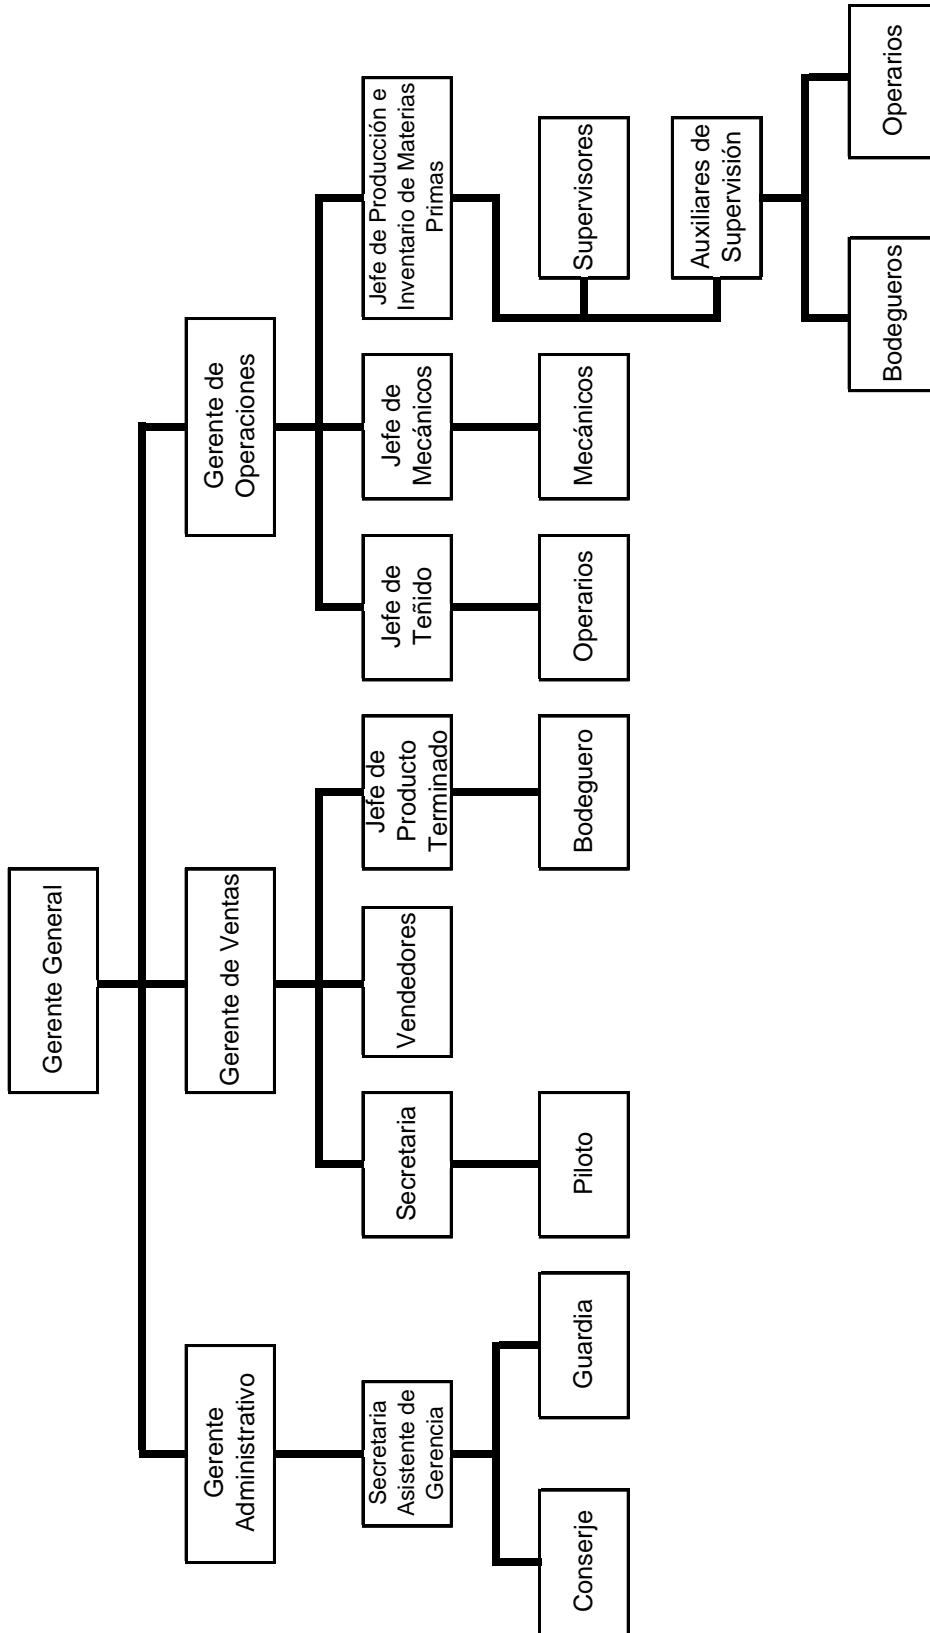 Gerente General
Gerente
Administrativo
Gerente de Ventas
Gerente de
Operaciones
Secretaria
Asistente de
Gerencia
Secretaria
Vendedores
Jefe de
Producto
Terminado
Jefe de
Teñido
Jefe de
Mecánicos
Jefe de Producción e
Inventario de Materias
Primas
Conserje
Guardia
Piloto
Bodeguero
Operarios
Mecánicos
Supervisores
Auxiliares de
Supervisión
Bodegueros
Operarios